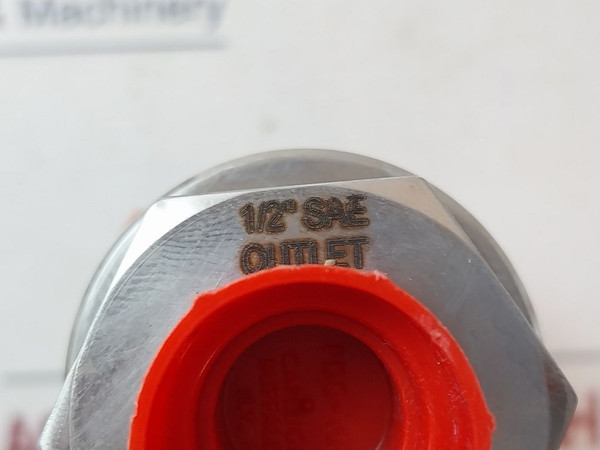 & Machinery
1/2" SAE
OUTLET